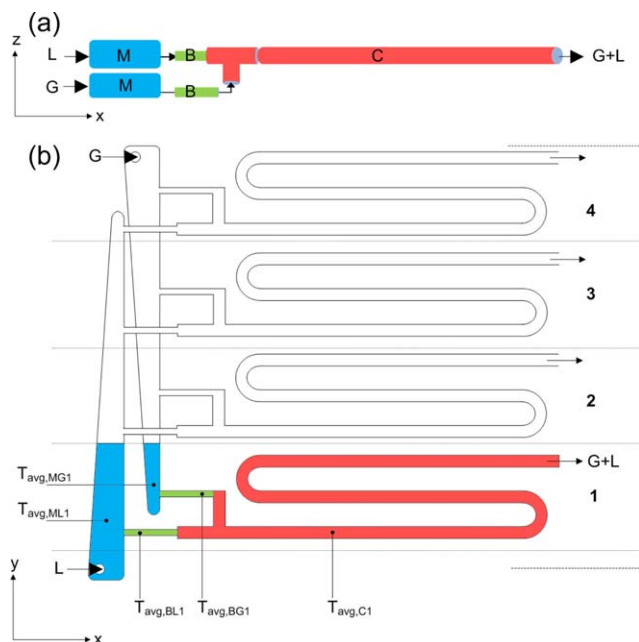 (a)
z
L M B C G+L
G M B
x
(b)
G
4
3
2
G+L
1
T_avg,MG1
T_avg,ML1
L
y
T_avg,BL1 T_avg,BG1 T_avg,C1
x